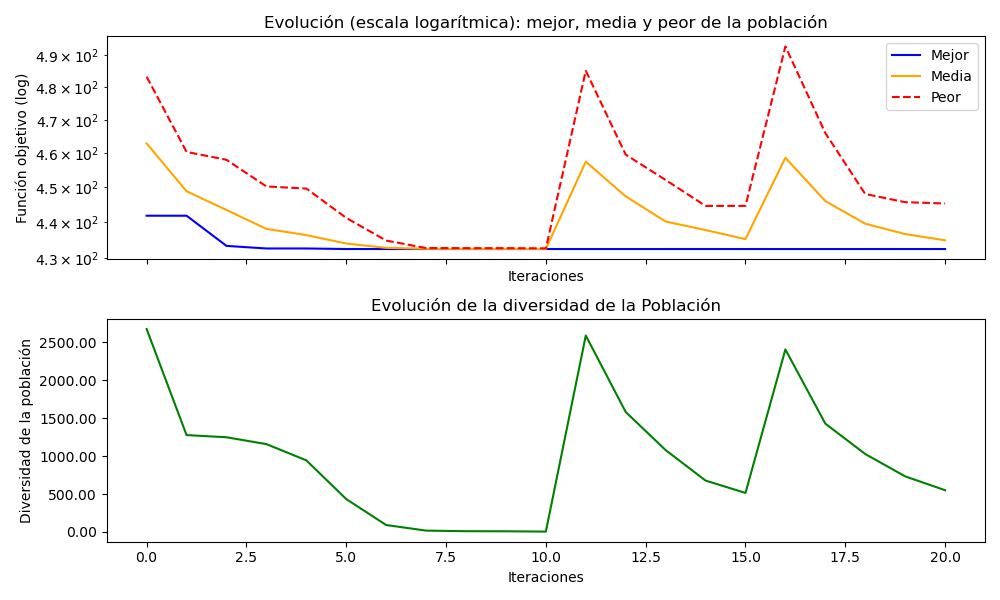 Evolución (escala logarítmica): mejor, media y peor de la población
Función objetivo (log)
4.9 × 10²
4.8 × 10²
4.7 × 10²
4.6 × 10²
4.5 × 10²
4.4 × 10²
4.3 × 10²
Mejor
Media
Peor
Iteraciones
Evolución de la diversidad de la Población
Diversidad de la población
2500.00
2000.00
1500.00
1000.00
500.00
0.00
0.0 2.5 5.0 7.5 10.0 12.5 15.0 17.5 20.0
Iteraciones